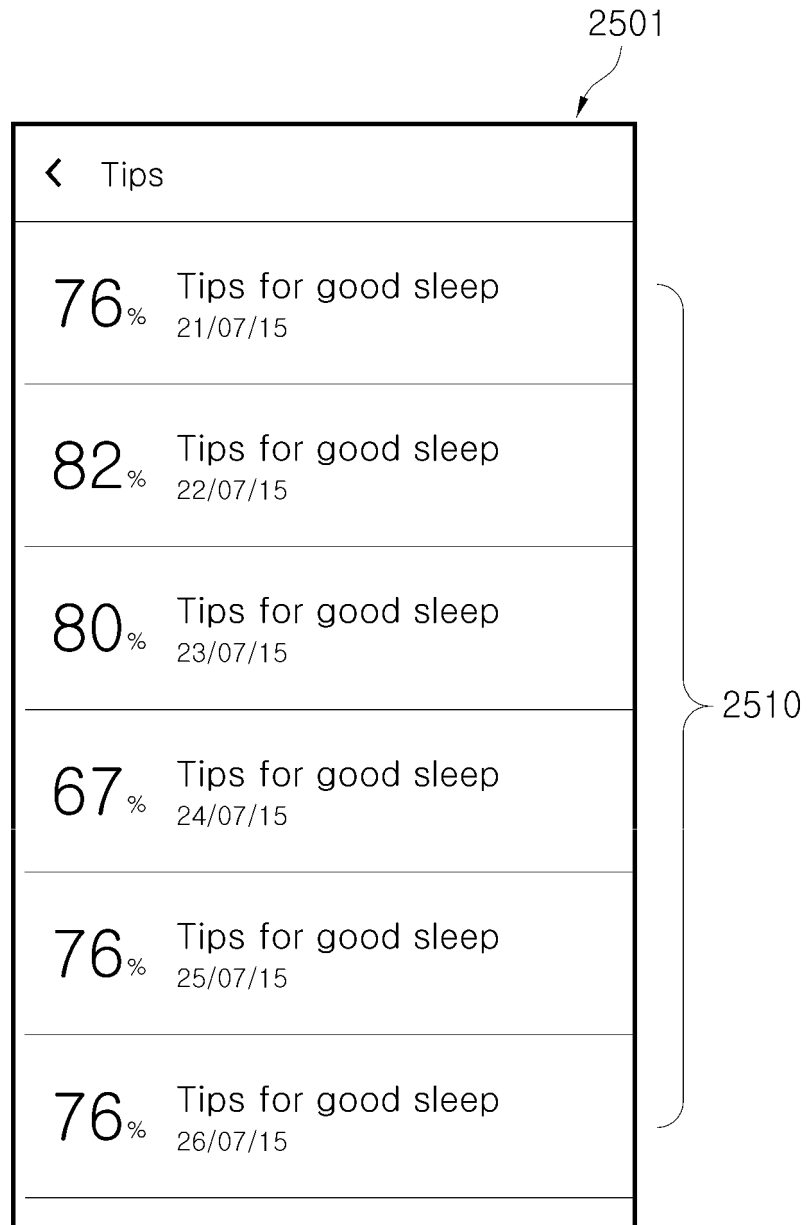 2501
Tips
76% Tips for good sleep
21/07/15
82% Tips for good sleep
22/07/15
80% Tips for good sleep
23/07/15
2510
67% Tips for good sleep
24/07/15
76% Tips for good sleep
25/07/15
76% Tips for good sleep
26/07/15